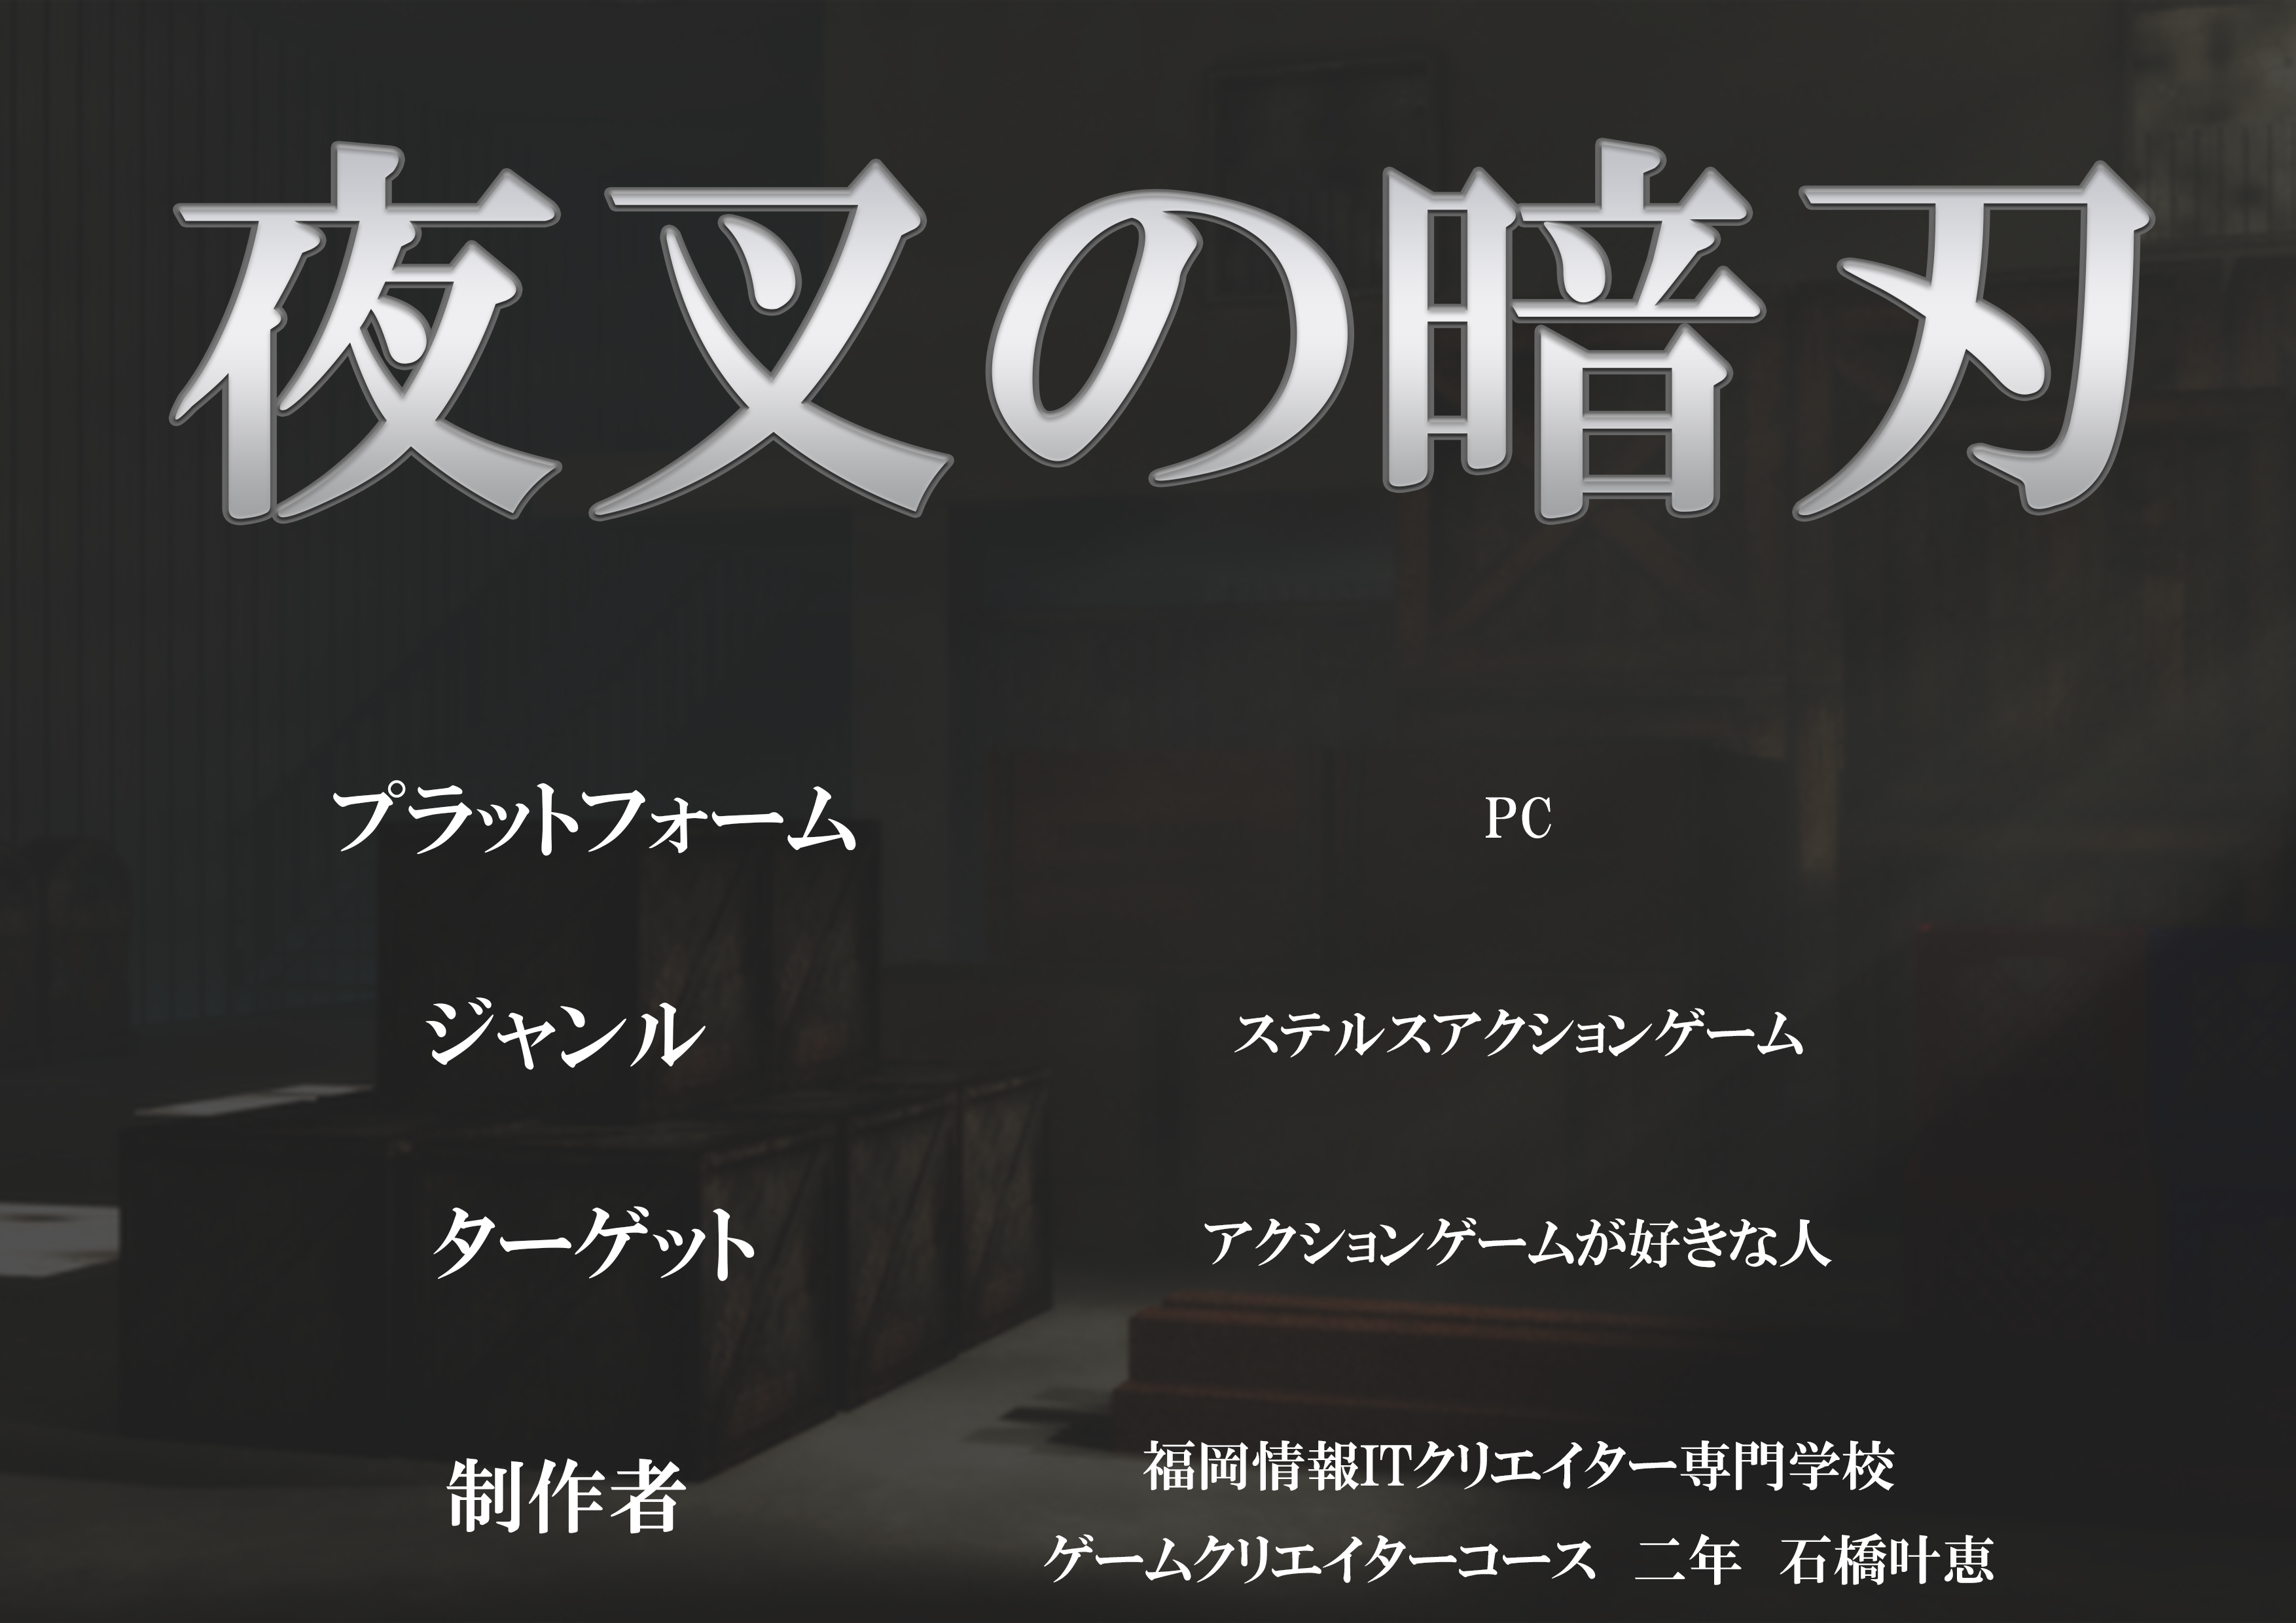 夜叉の暗刃
プラットフォーム PC
ジャンル ステルスアクションゲーム
ターゲット アクションゲームが好きな人
制作者 福岡情報ITクリエイター専門学校
ゲームクリエイターコース 二年 石橋叶恵